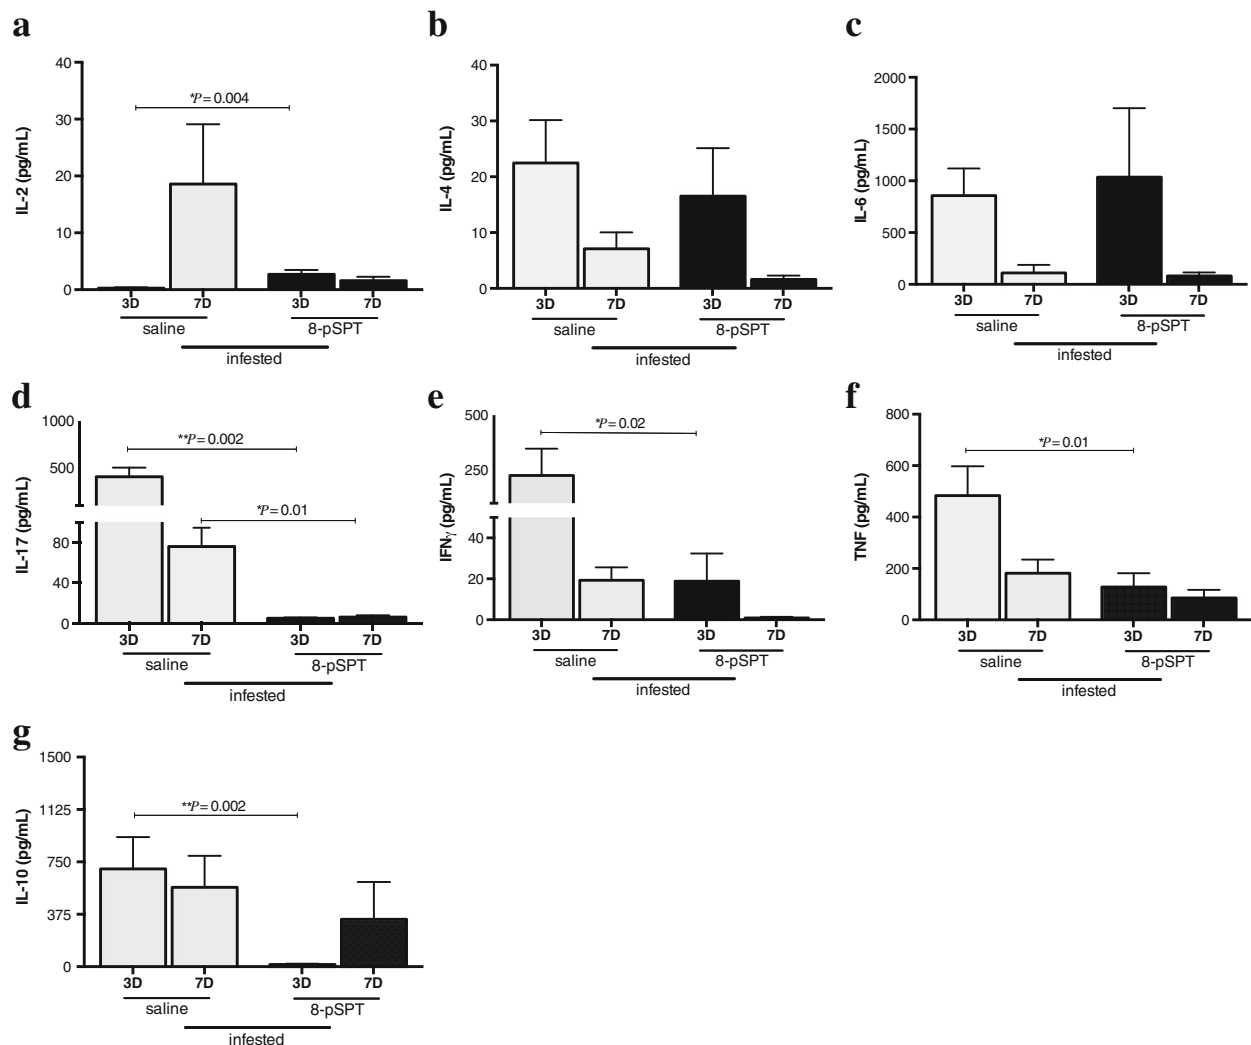 a
IL-2 (pg/mL)
40
30
20
10
0
*P = 0.004
3D 7D 3D 7D
saline 8-pSPT
infested
b
IL-4 (pg/mL)
40
30
20
10
0
3D 7D 3D 7D
saline 8-pSPT
infested
c
IL-6 (pg/mL)
2000
1500
1000
500
0
3D 7D 3D 7D
saline 8-pSPT
infested
d
IL-17 (pg/mL)
1000
500
80
40
0
**P = 0.002
*P = 0.01
3D 7D 3D 7D
saline 8-pSPT
infested
e
IFNγ (pg/mL)
500
250
40
20
0
*P = 0.02
3D 7D 3D 7D
saline 8-pSPT
infested
f
TNF (pg/mL)
800
600
400
200
0
*P = 0.01
3D 7D 3D 7D
saline 8-pSPT
infested
g
IL-10 (pg/mL)
1500
1125
750
375
0
**P = 0.002
3D 7D 3D 7D
saline 8-pSPT
infested